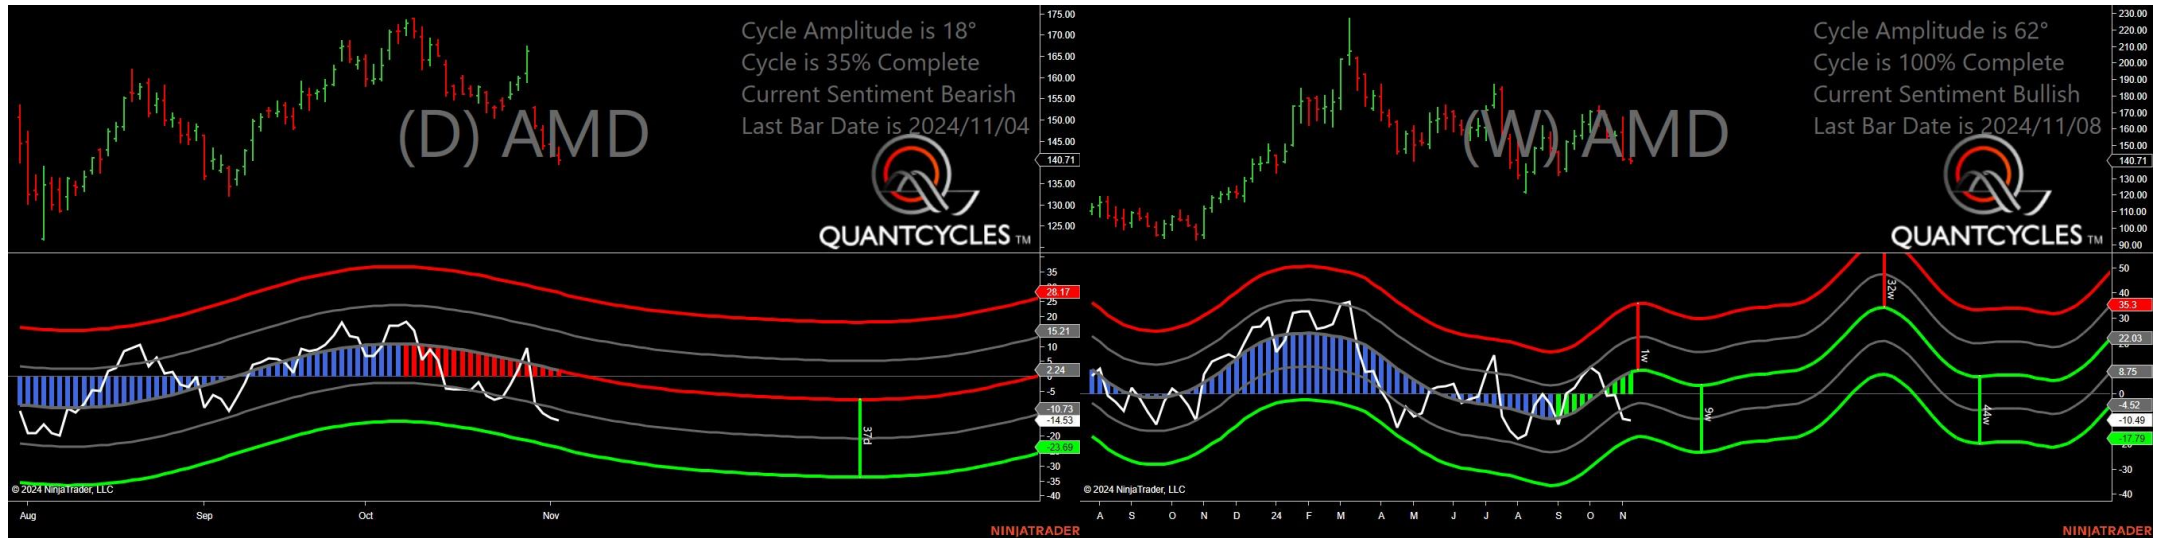 Cycle Amplitude is 18°
Cycle is 35% Complete
Current Sentiment Bearish
Last Bar Date is 2024/11/04
(D) AMD
QUANTCYCLES TM
175.00
170.00
165.00
160.00
155.00
150.00
145.00
140.71
135.00
130.00
125.00
35
28.17
25
20
15.21
10
2.24
-5
-10.73
-14.53
-20
-23.69
-30
-35
-40
37d
© 2024 NinjaTrader, LLC
Aug Sep Oct Nov
NINJATRADER
Cycle Amplitude is 62°
Cycle is 100% Complete
Current Sentiment Bullish
Last Bar Date is 2024/11/08
(W) AMD
QUANTCYCLES TM
230.00
220.00
210.00
200.00
190.00
180.00
170.00
160.00
150.00
140.71
130.00
120.00
110.00
100.00
90.00
50
40
35.3
30
22.03
8.75
0
-4.52
-10.49
-17.79
-30
-40
1w
9w
32w
44w
© 2024 NinjaTrader, LLC
A S O N D 24 F M A M J J A S O N
NINJATRADER